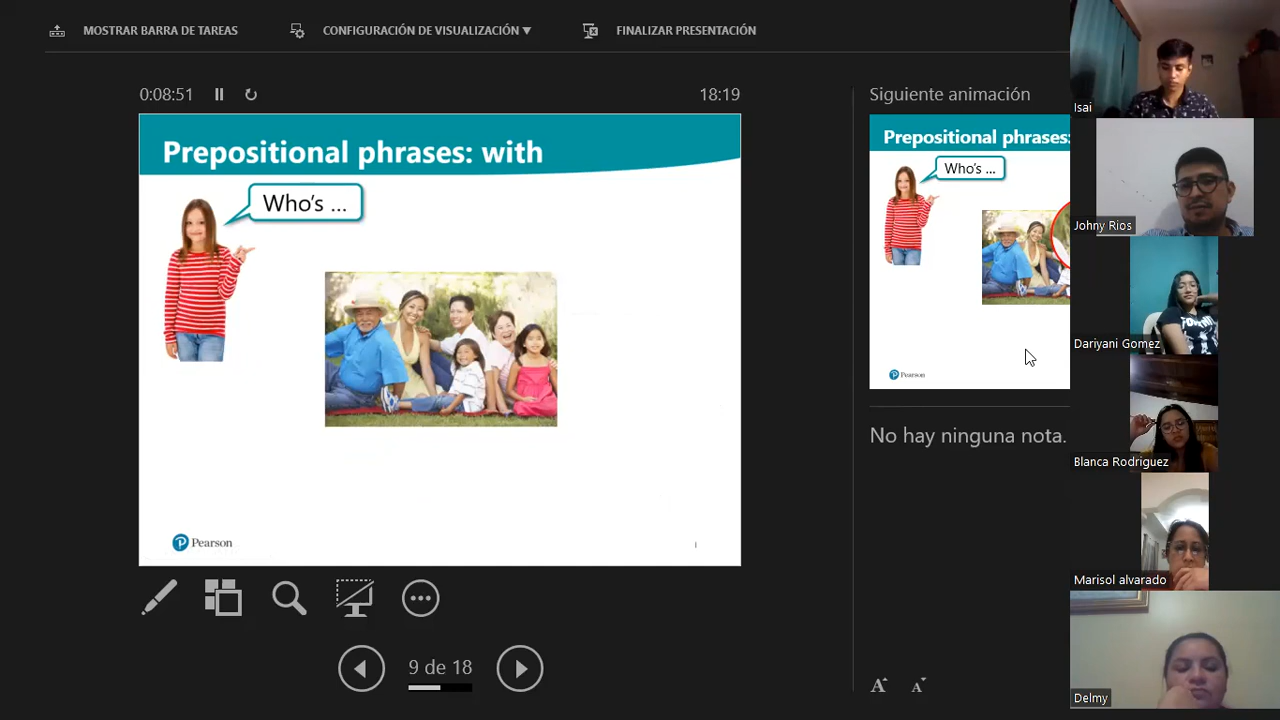 MOSTRAR BARRA DE TAREAS
CONFIGURACIÓN DE VISUALIZACIÓN ▼
FINALIZAR PRESENTACIÓN
0:08:51
18:19
Prepositional phrases: with
Who's ...
Pearson
9 de 18
Siguiente animación
Prepositional phrases:
Who's ...
Pearson
No hay ninguna nota.
A A
Isai
Johny Rios
Dariyani Gomez
Blanca Rodriguez
Marisol alvarado
Delmy